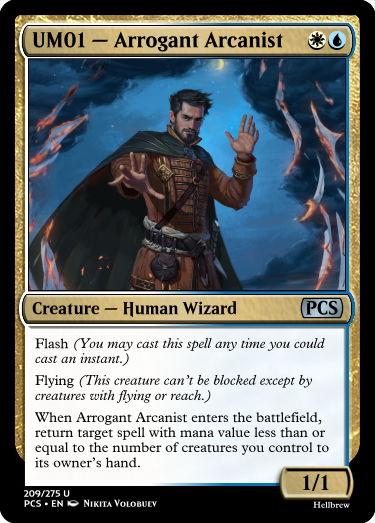 UM01 — Arrogant Arcanist
Creature — Human Wizard PCS
Flash (You may cast this spell any time you could
cast an instant.)
Flying (This creature can't be blocked except by
creatures with flying or reach.)
When Arrogant Arcanist enters the battlefield,
return target spell with mana value less than or
equal to the number of creatures you control to
its owner's hand.
1/1
209/275 U
PCS • EN Nikita Volobuev
Hellbrew